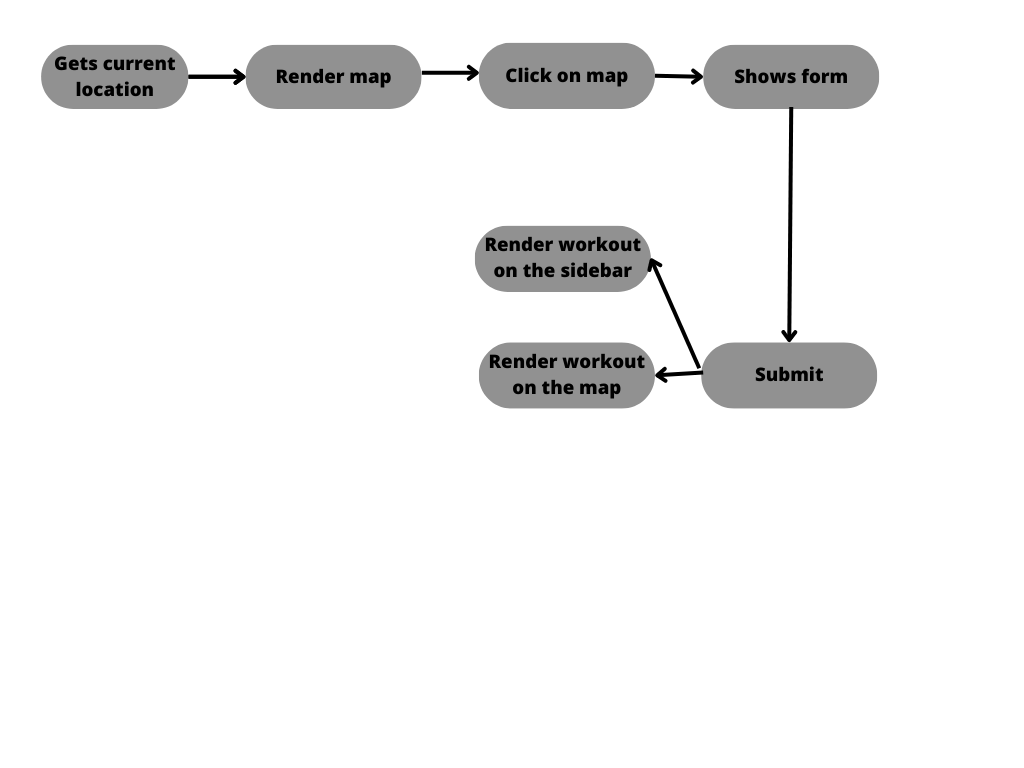 Gets current
location
Render map
Click on map
Shows form
Render workout
on the sidebar
Render workout
on the map
Submit